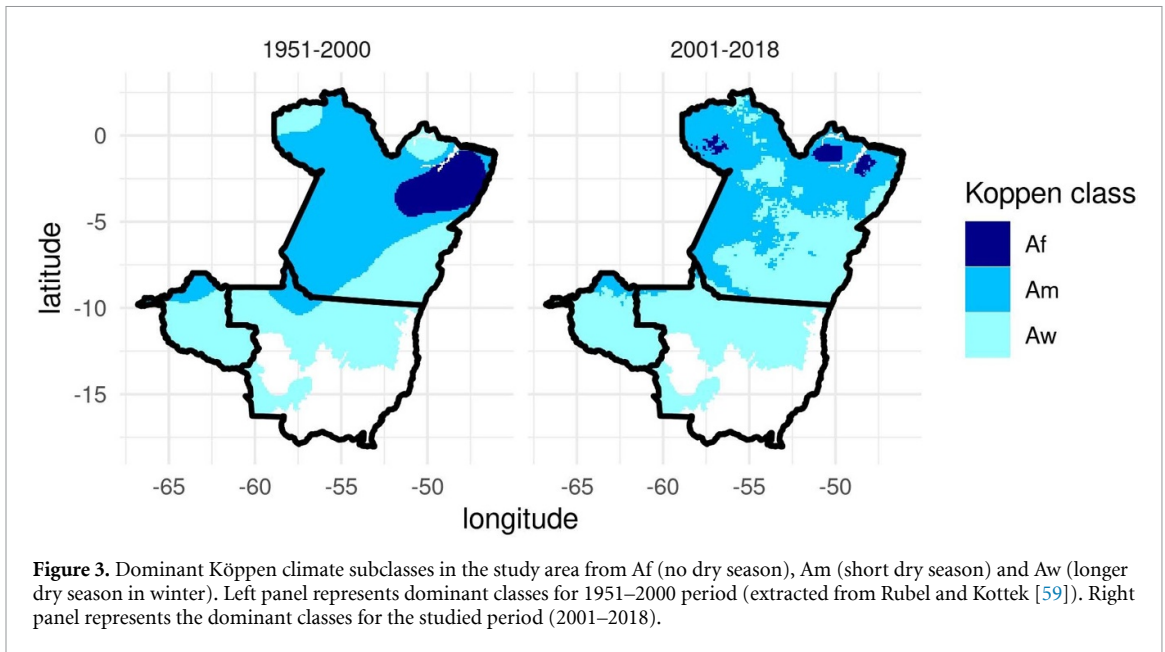 1951-2000
2001-2018
0
-5
-10
-15
latitude
-65
-60
-55
-50
-65
-60
-55
-50
longitude
Koppen class
Af
Am
Aw
Figure 3. Dominant Köppen climate subclasses in the study area from Af (no dry season), Am (short dry season) and Aw (longer
dry season in winter). Left panel represents dominant classes for 1951–2000 period (extracted from Rubel and Kottek [59]). Right
panel represents the dominant classes for the studied period (2001–2018).